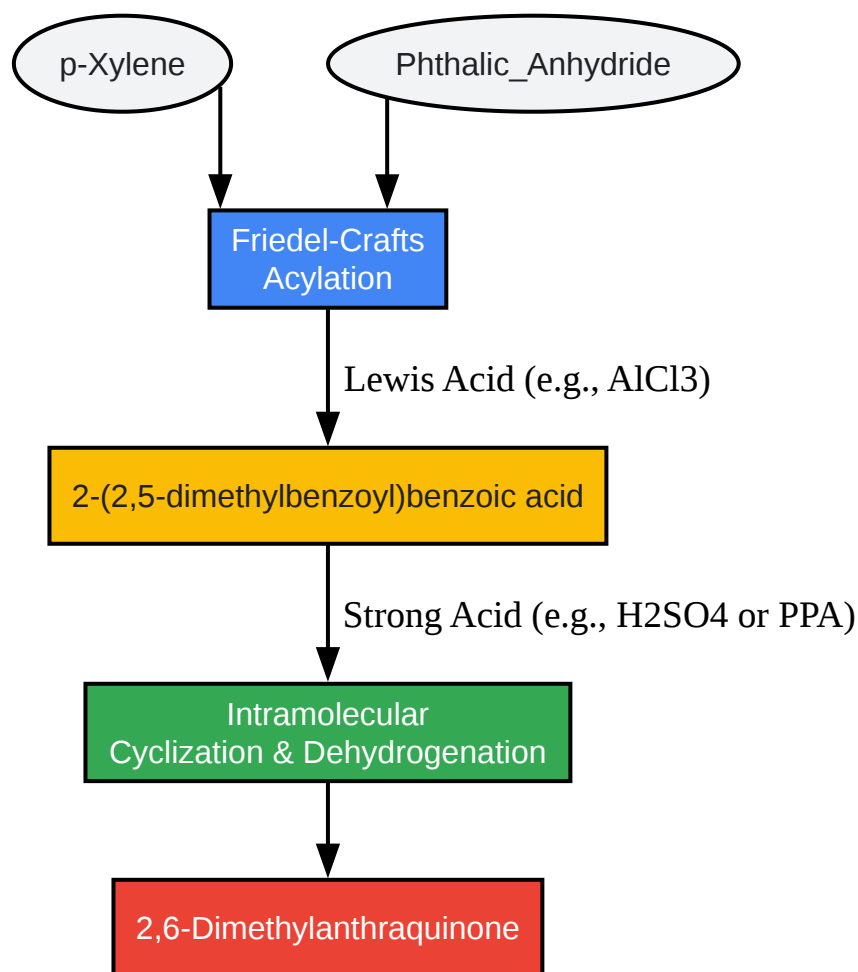 p-Xylene
Phthalic_Anhydride
Friedel-Crafts
Acylation
Lewis Acid (e.g., AlCl3)
2-(2,5-dimethylbenzoyl)benzoic acid
Strong Acid (e.g., H2SO4 or PPA)
Intramolecular
Cyclization & Dehydrogenation
2,6-Dimethylanthraquinone